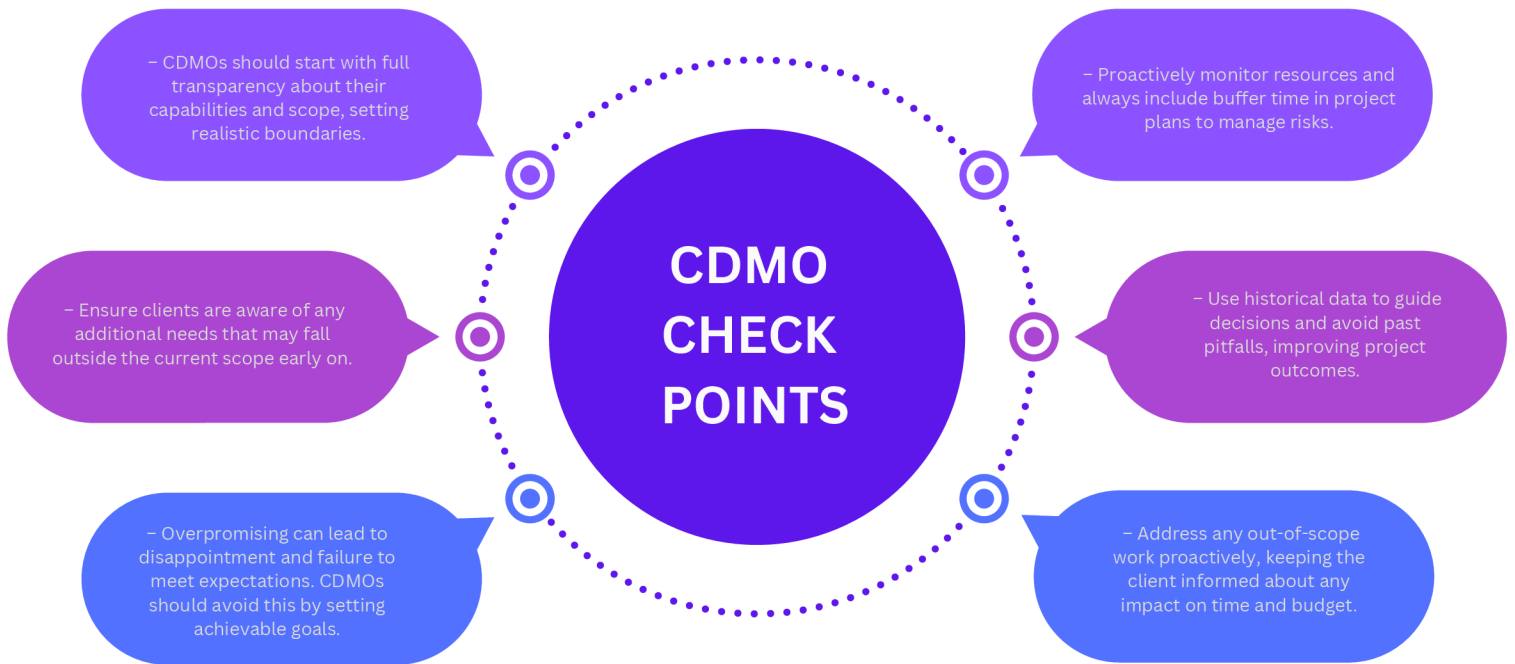 – CDMOs should start with full
transparency about their
capabilities and scope, setting
realistic boundaries.
– Proactively monitor resources and
always include buffer time in project
plans to manage risks.
CDMO
CHECK
POINTS
– Ensure clients are aware of any
additional needs that may fall
outside the current scope early on.
– Use historical data to guide
decisions and avoid past
pitfalls, improving project
outcomes.
– Overpromising can lead to
disappointment and failure to
meet expectations. CDMOs
should avoid this by setting
achievable goals.
– Address any out-of-scope
work proactively, keeping the
client informed about any
impact on time and budget.